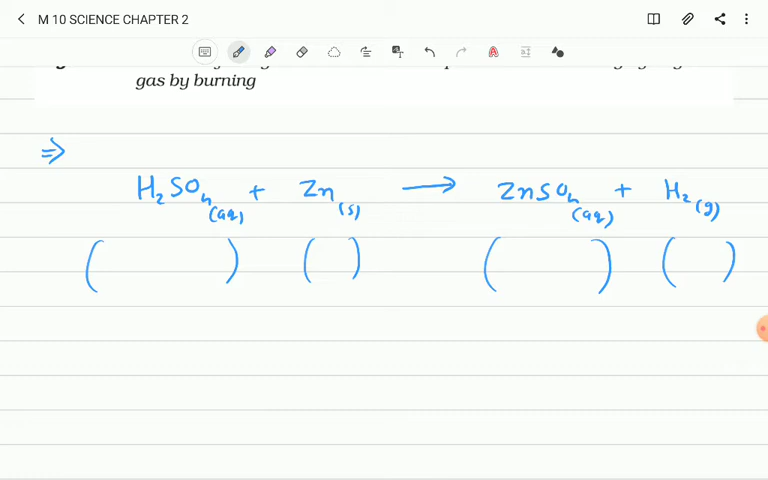 M 10 SCIENCE CHAPTER 2
gas by burning
⇒
H₂SO₄(aq) + Zn(s) → ZnSO₄(aq) + H₂(g)
( ) ( ) ( ) ( )